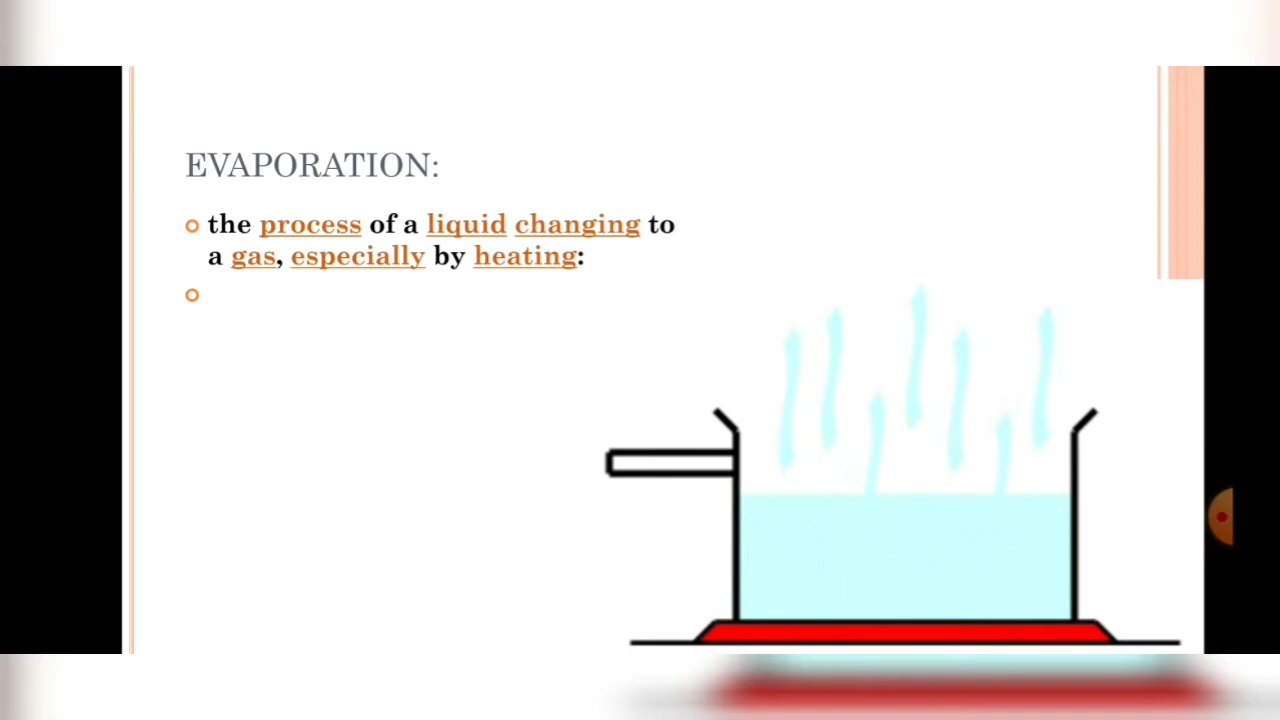 EVAPORATION:
the process of a liquid changing to
a gas, especially by heating: